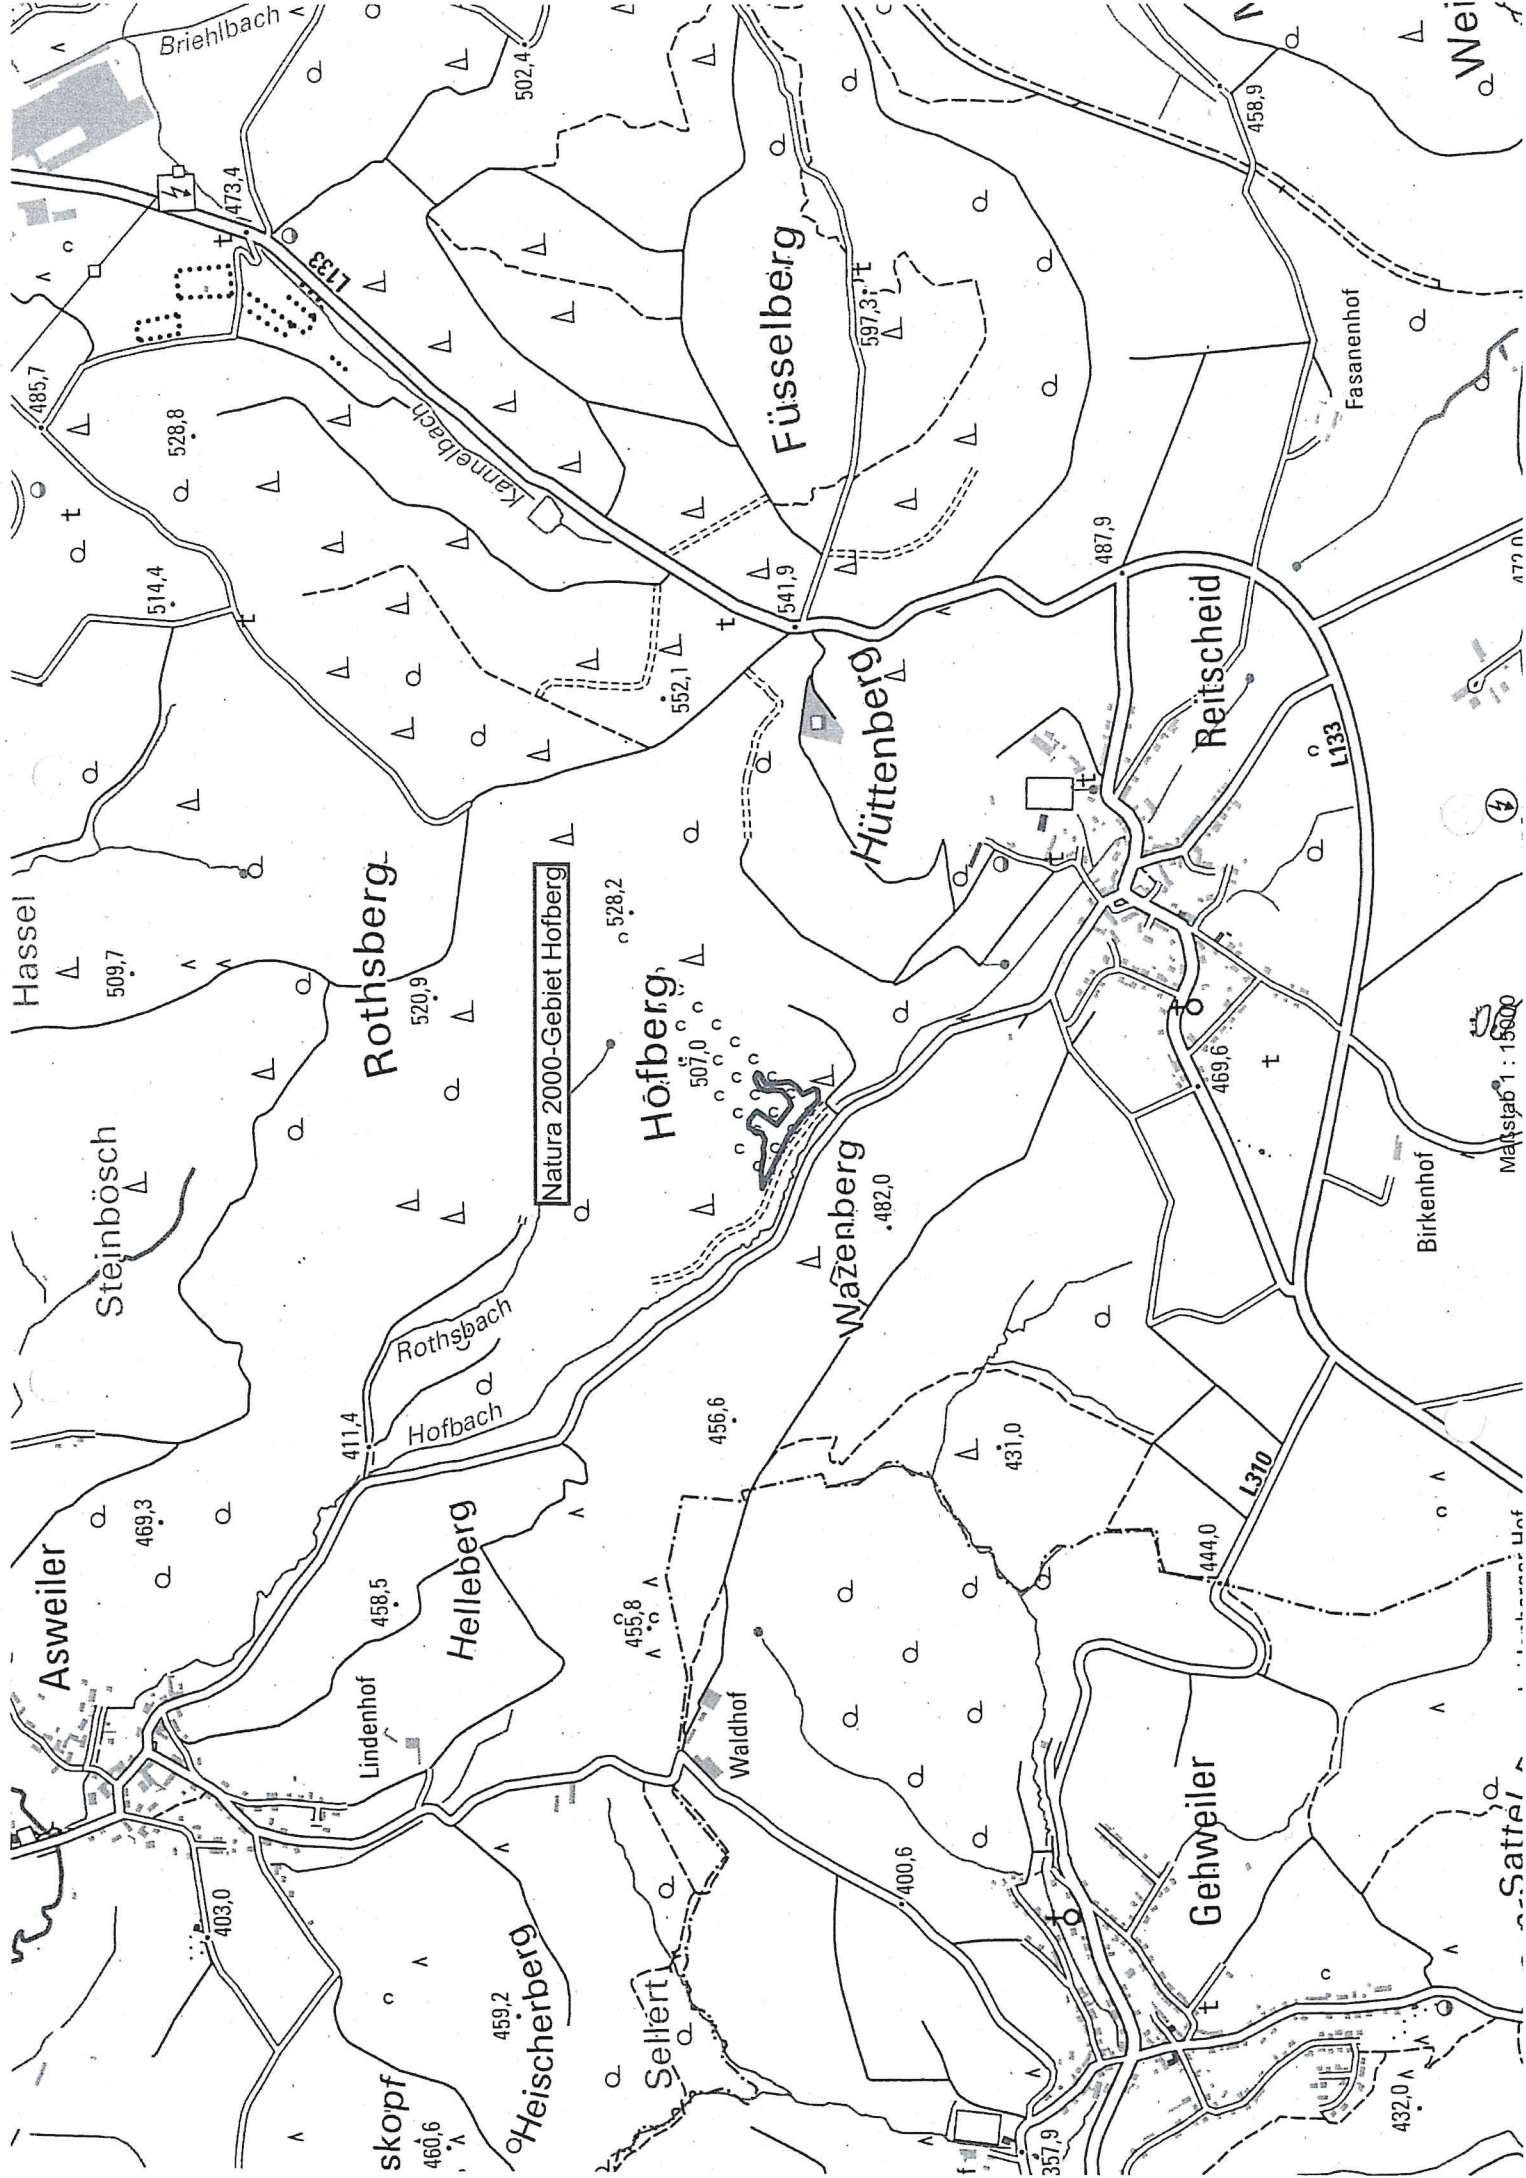 Asweiler
469,3
Steinbösch
Hassel
509,7
514,4
485,7
528,8
Briehlbach
403,0
411,4
Rothsberg
520,9
473,4
L133
Lindenhof
458,5
Helleberg
Hofbach
Rothsbach
Natura 2000-Gebiet Hofberg
Kannelbach
502,4
skopf
460,6
Heischerberg
459,2
455,8
456,6
Hofberg
507,0
528,2
552,1
541,9
Füsselberg
597,3
Sellert
Waldhof
Wazenberg
482,0
Hüttenberg
400,6
431,0
487,9
357,9
Gehweiler
444,0
L310
469,6
Reitscheid
458,9
432,0
Birkenhof
L133
Fasanenhof
Sattel
Maßstab 1 : 15000
Wei